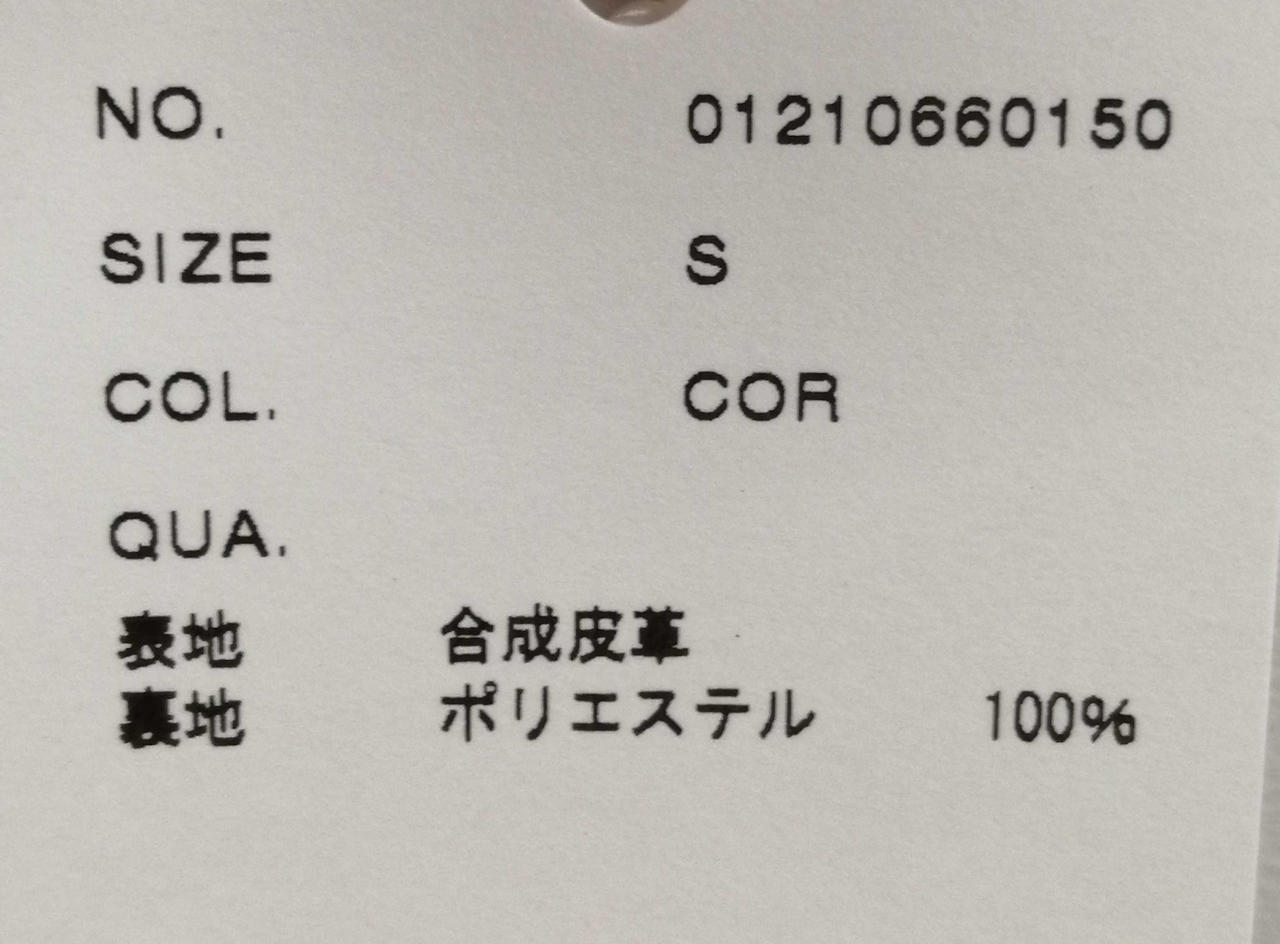 NO. 01210660150
SIZE S
COL. COR
QUA.
表地 合成皮革
裏地 ポリエステル 100%